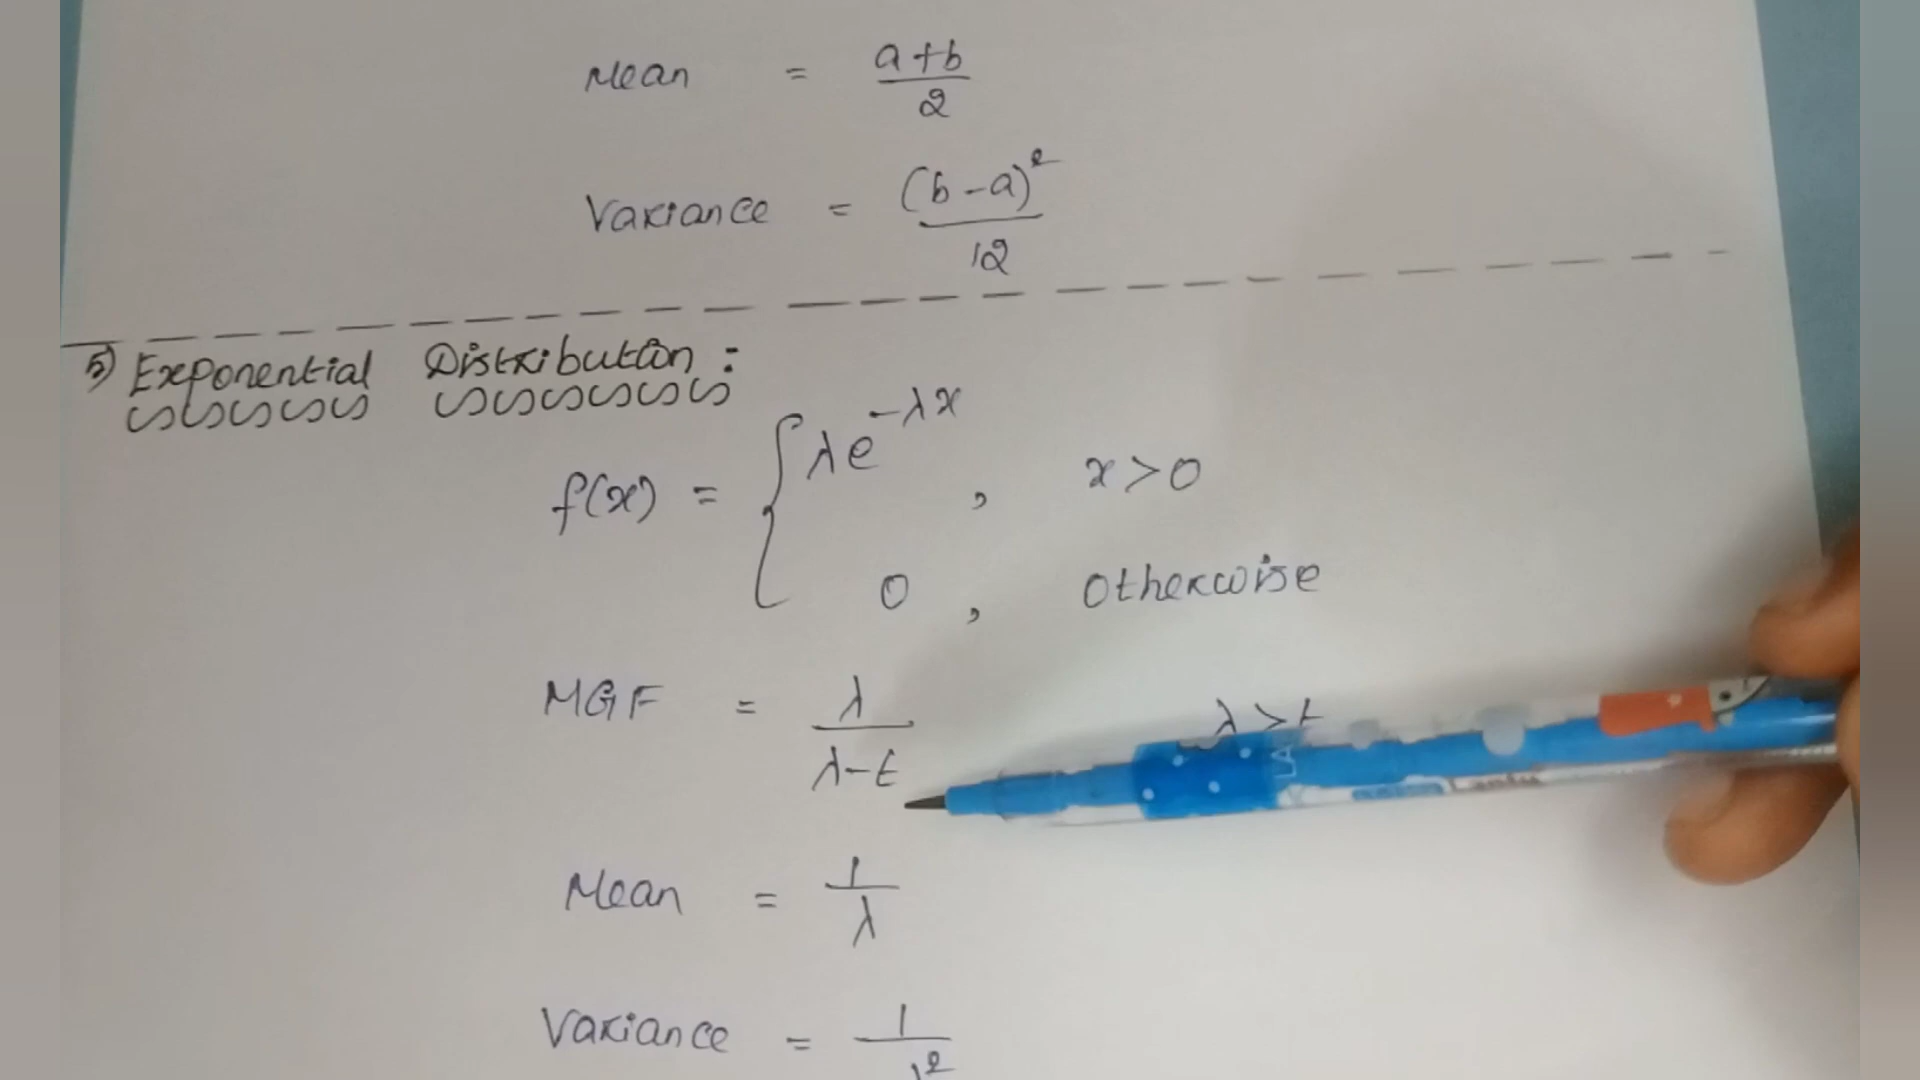 Mean = a+b/2
Variance = (b-a)²/12
5) Exponential Distribution :
f(x) = { λe^-λx , x>0
0 , otherwise
MGF = λ/λ-t λ>t
Mean = 1/λ
Variance = 1/λ²